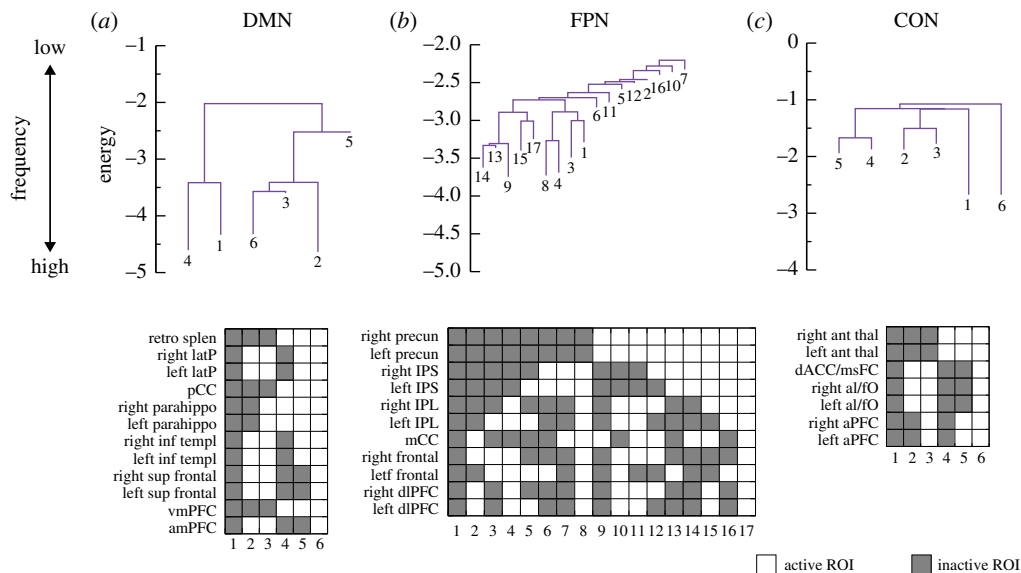 (a) DMN
(b) FPN
(c) CON
low
frequency
high
energy
−1
−2
−3
−4
−5
4 1 6 3 2 5
−2.0
−2.5
−3.0
−3.5
−4.0
−4.5
−5.0
14 13 9 15 17 8 4 3 1 6 11 5 12 2 16 10 7
0
−1
−2
−3
−4
5 4 2 3 1 6
retro splen
right latP
left latP
pCC
right parahippo
left parahippo
right inf templ
left inf templ
right sup frontal
left sup frontal
vmPFC
amPFC
1 2 3 4 5 6
right precun
left precun
right IPS
left IPS
right IPL
left IPL
mCC
right frontal
letf frontal
right dlPFC
left dlPFC
1 2 3 4 5 6 7 8 9 10 11 12 13 14 15 16 17
right ant thal
left ant thal
dACC/msFC
right al/fO
left al/fO
right aPFC
left aPFC
1 2 3 4 5 6
active ROI
inactive ROI